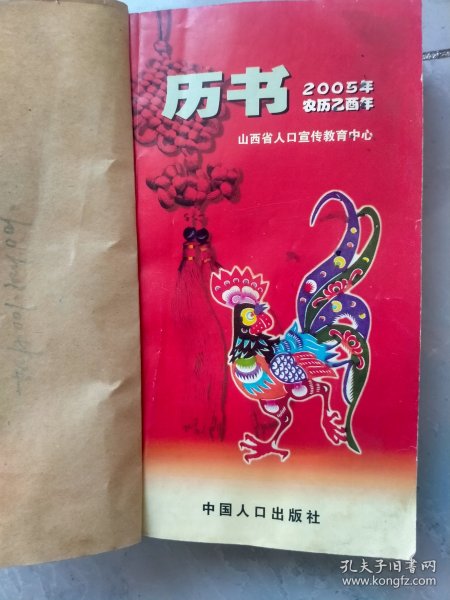 历书
2005年
农历乙酉年
山西省人口宣传教育中心
中国人口出版社
孔夫子旧书网
www.kongfz.com